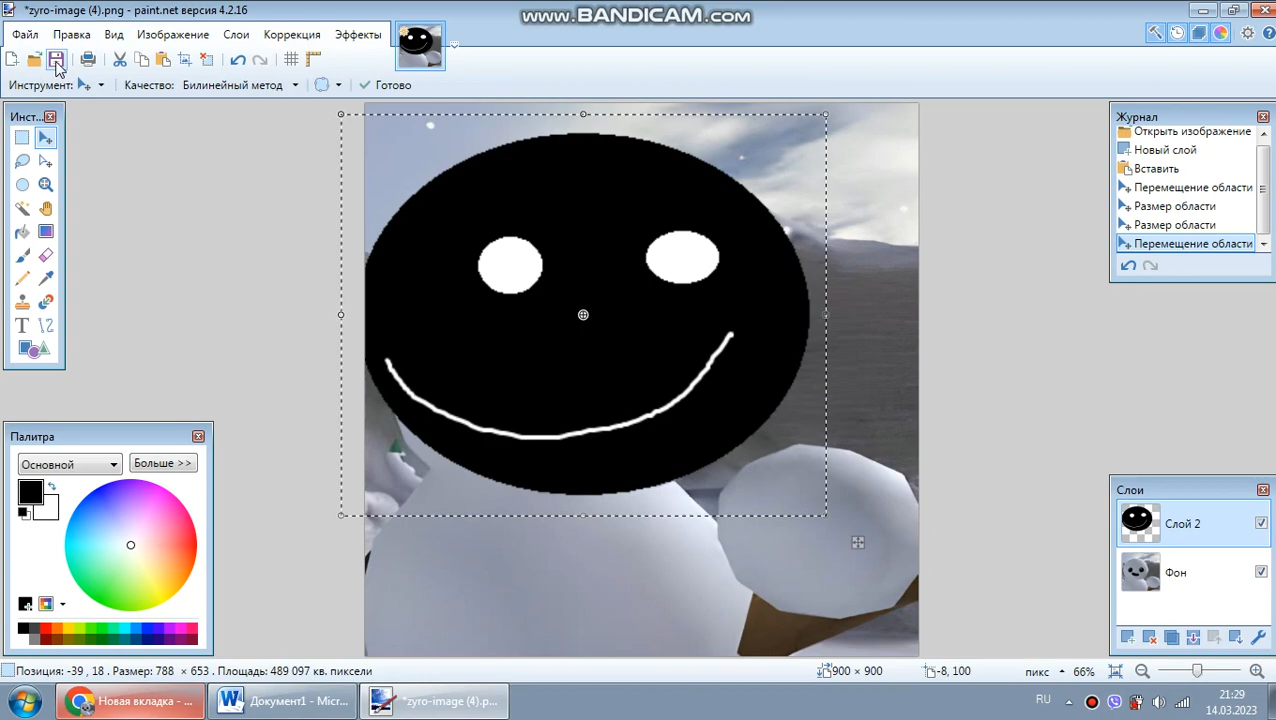 *zyro-image (4).png - paint.net версия 4.2.16
www.BANDICAM.com
Файл Правка Вид Изображение Слои Коррекция Эффекты
Инструмент: Качество: Билинейный метод Готово
Инст...
Журнал
Открыть изображение
Новый слой
Вставить
Перемещение области
Размер области
Размер области
Перемещение области
Палитра
Основной Больше >>
Слои
Слой 2
Фон
Позиция: -39, 18. Размер: 788 × 653. Площадь: 489 097 кв. пиксели
900 × 900 -8, 100 пикс 66%
Новая вкладка - ...
Документ1 - Micr...
*zyro-image (4).p...
RU
21:29
14.03.2023